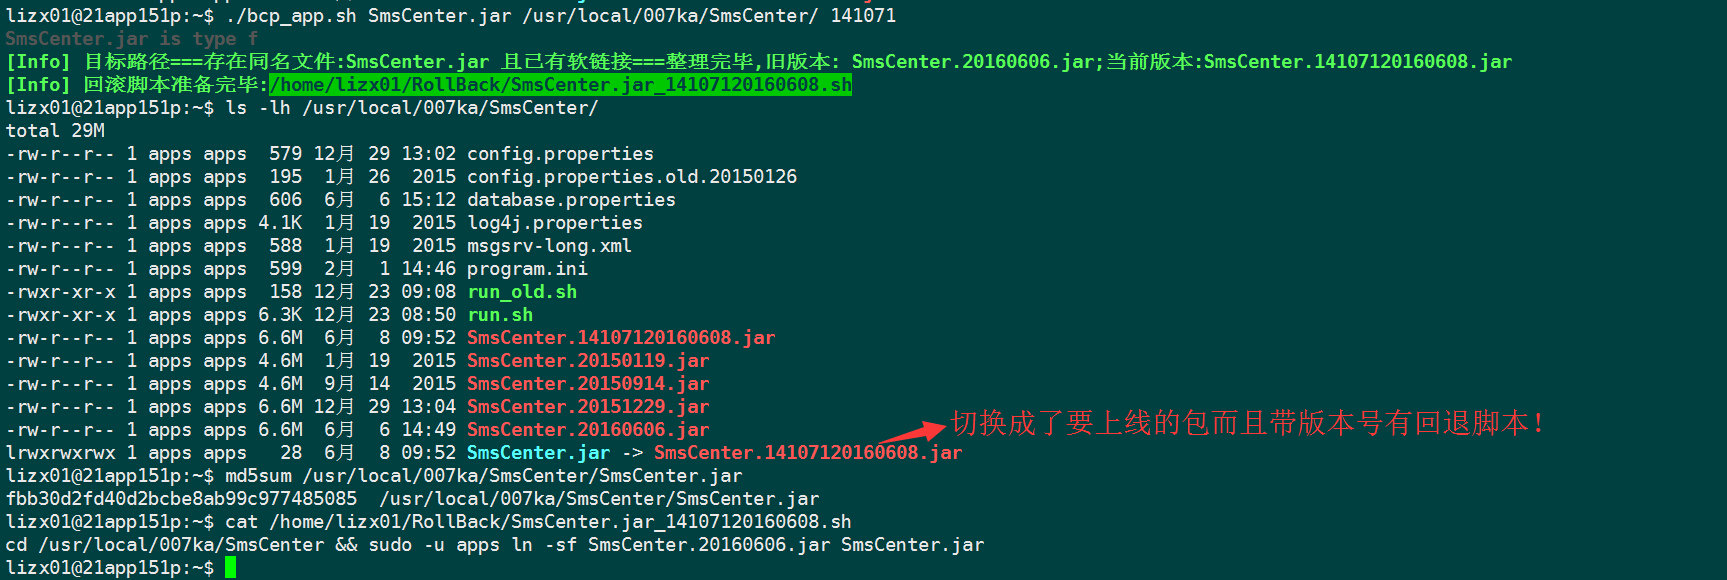 lizx01@21app151p:~$ ./bcp_app.sh SmsCenter.jar /usr/local/007ka/SmsCenter/ 141071
SmsCenter.jar is type f
[Info] 目标路径===存在同名文件:SmsCenter.jar 且已有软链接===整理完毕,旧版本: SmsCenter.20160606.jar;当前版本:SmsCenter.14107120160608.jar
[Info] 回滚脚本准备完毕:/home/lizx01/RollBack/SmsCenter.jar_14107120160608.sh
lizx01@21app151p:~$ ls -lh /usr/local/007ka/SmsCenter/
total 29M
-rw-r--r-- 1 apps apps  579 12月 29 13:02 config.properties
-rw-r--r-- 1 apps apps  195  1月 26  2015 config.properties.old.20150126
-rw-r--r-- 1 apps apps  606  6月  6 15:12 database.properties
-rw-r--r-- 1 apps apps 4.1K  1月 19  2015 log4j.properties
-rw-r--r-- 1 apps apps  588  1月 19  2015 msgsrv-long.xml
-rw-r--r-- 1 apps apps  599  2月  1 14:46 program.ini
-rwxr-xr-x 1 apps apps  158 12月 23 09:08 run_old.sh
-rwxr-xr-x 1 apps apps 6.3K 12月 23 08:50 run.sh
-rw-r--r-- 1 apps apps 6.6M  6月  8 09:52 SmsCenter.14107120160608.jar
-rw-r--r-- 1 apps apps 4.6M  1月 19  2015 SmsCenter.20150119.jar
-rw-r--r-- 1 apps apps 4.6M  9月 14  2015 SmsCenter.20150914.jar
-rw-r--r-- 1 apps apps 6.6M 12月 29 13:04 SmsCenter.20151229.jar
-rw-r--r-- 1 apps apps 6.6M  6月  6 14:49 SmsCenter.20160606.jar
切换成了要上线的包而且带版本号有回退脚本！
lrwxrwxrwx 1 apps apps   28  6月  8 09:52 SmsCenter.jar -> SmsCenter.14107120160608.jar
lizx01@21app151p:~$ md5sum /usr/local/007ka/SmsCenter/SmsCenter.jar
fbb30d2fd40d2bcbe8ab99c977485085  /usr/local/007ka/SmsCenter/SmsCenter.jar
lizx01@21app151p:~$ cat /home/lizx01/RollBack/SmsCenter.jar_14107120160608.sh
cd /usr/local/007ka/SmsCenter && sudo -u apps ln -sf SmsCenter.20160606.jar SmsCenter.jar
lizx01@21app151p:~$